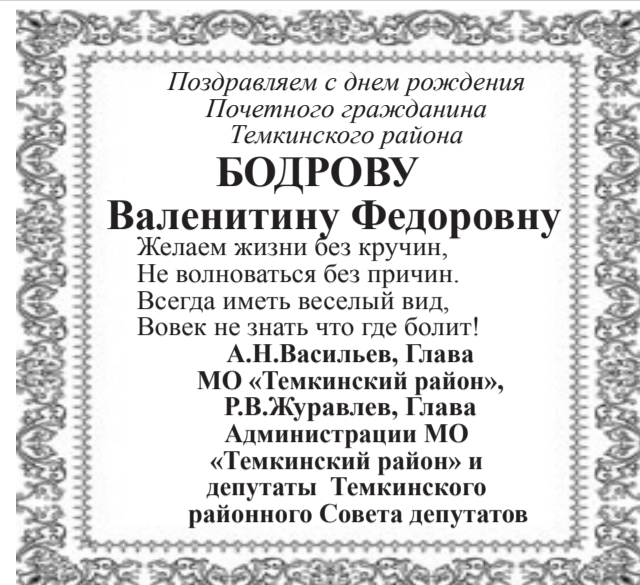 Поздравляем с днем рождения
Почетного гражданина
Темкинского района
БОДРОВУ
Валенитину Федоровну
Желаем жизни без кручин,
Не волноваться без причин.
Всегда иметь веселый вид,
Вовек не знать что где болит!
А.Н.Васильев, Глава
МО «Темкинский район»,
Р.В.Журавлев, Глава
Администрации МО
«Темкинский район» и
депутаты Темкинского
районного Совета депутатов